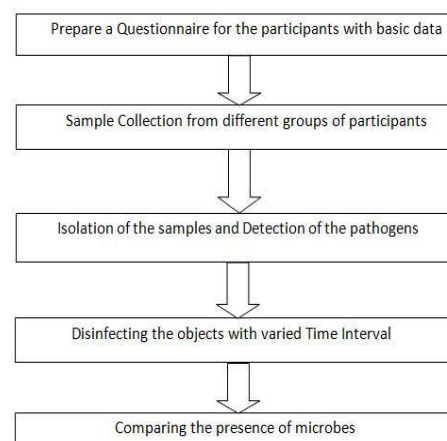 Prepare a Questionnaire for the participants with basic data
Sample Collection from different groups of participants
Isolation of the samples and Detection of the pathogens
Disinfecting the objects with varied Time Interval
Comparing the presence of microbes